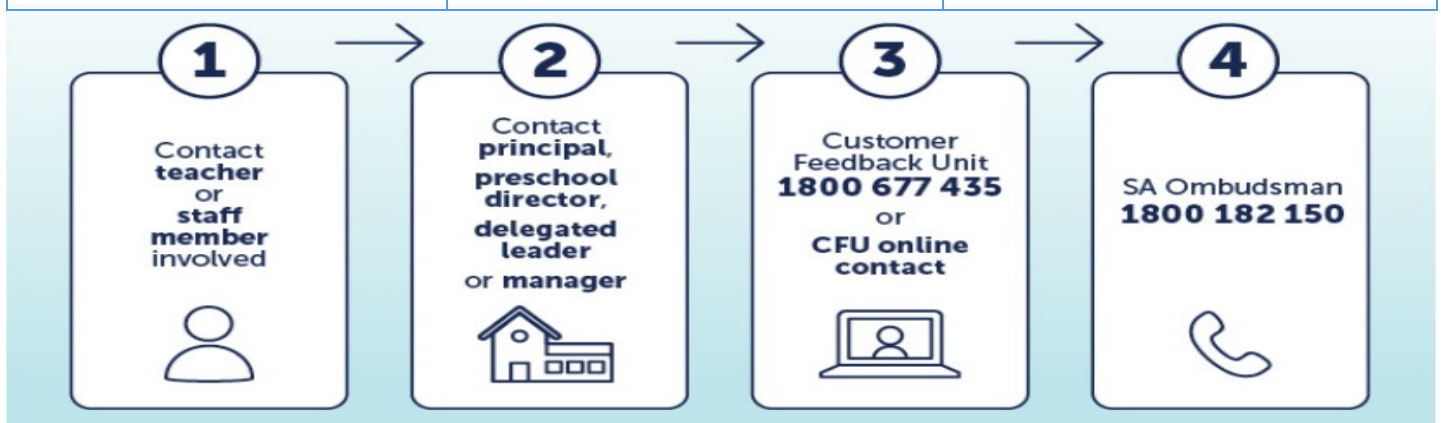 1
Contact
teacher
or
staff
member
involved
2
Contact
principal,
preschool
director,
delegated
leader
or manager
3
Customer
Feedback Unit
1800 677 435
or
CFU online
contact
4
SA Ombudsman
1800 182 150